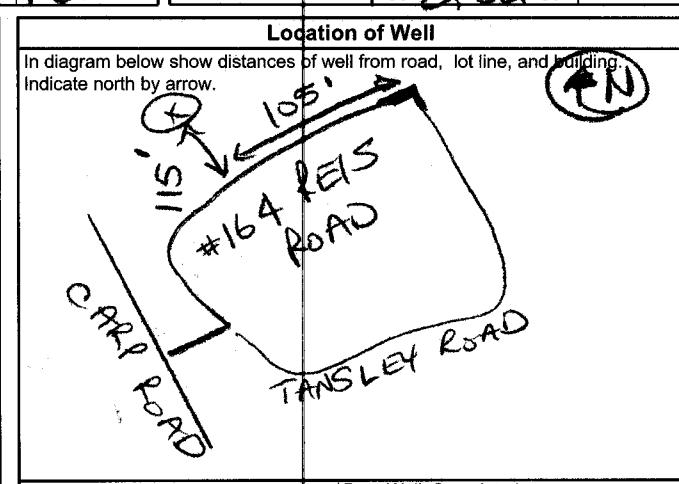 Location of Well
In diagram below show distances of well from road, lot line, and building.
Indicate north by arrow.
N
105'
X
115'
#164 REIS
ROAD
CARP ROAD
TANSLEY ROAD